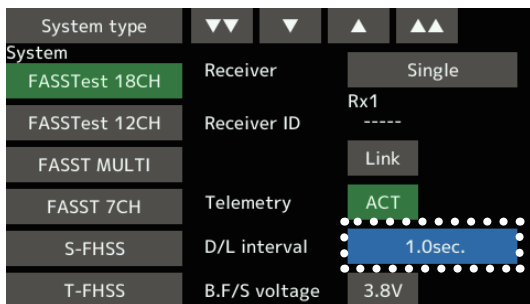 System type ▼▼ ▼ ▲ ▲▲
System
FASSTest 18CH
FASSTest 12CH
FASST MULTI
FASST 7CH
S-FHSS
T-FHSS
Receiver Single
Rx1
Receiver ID -----
Link
Telemetry ACT
D/L interval 1.0sec.
B.F/S voltage 3.8V